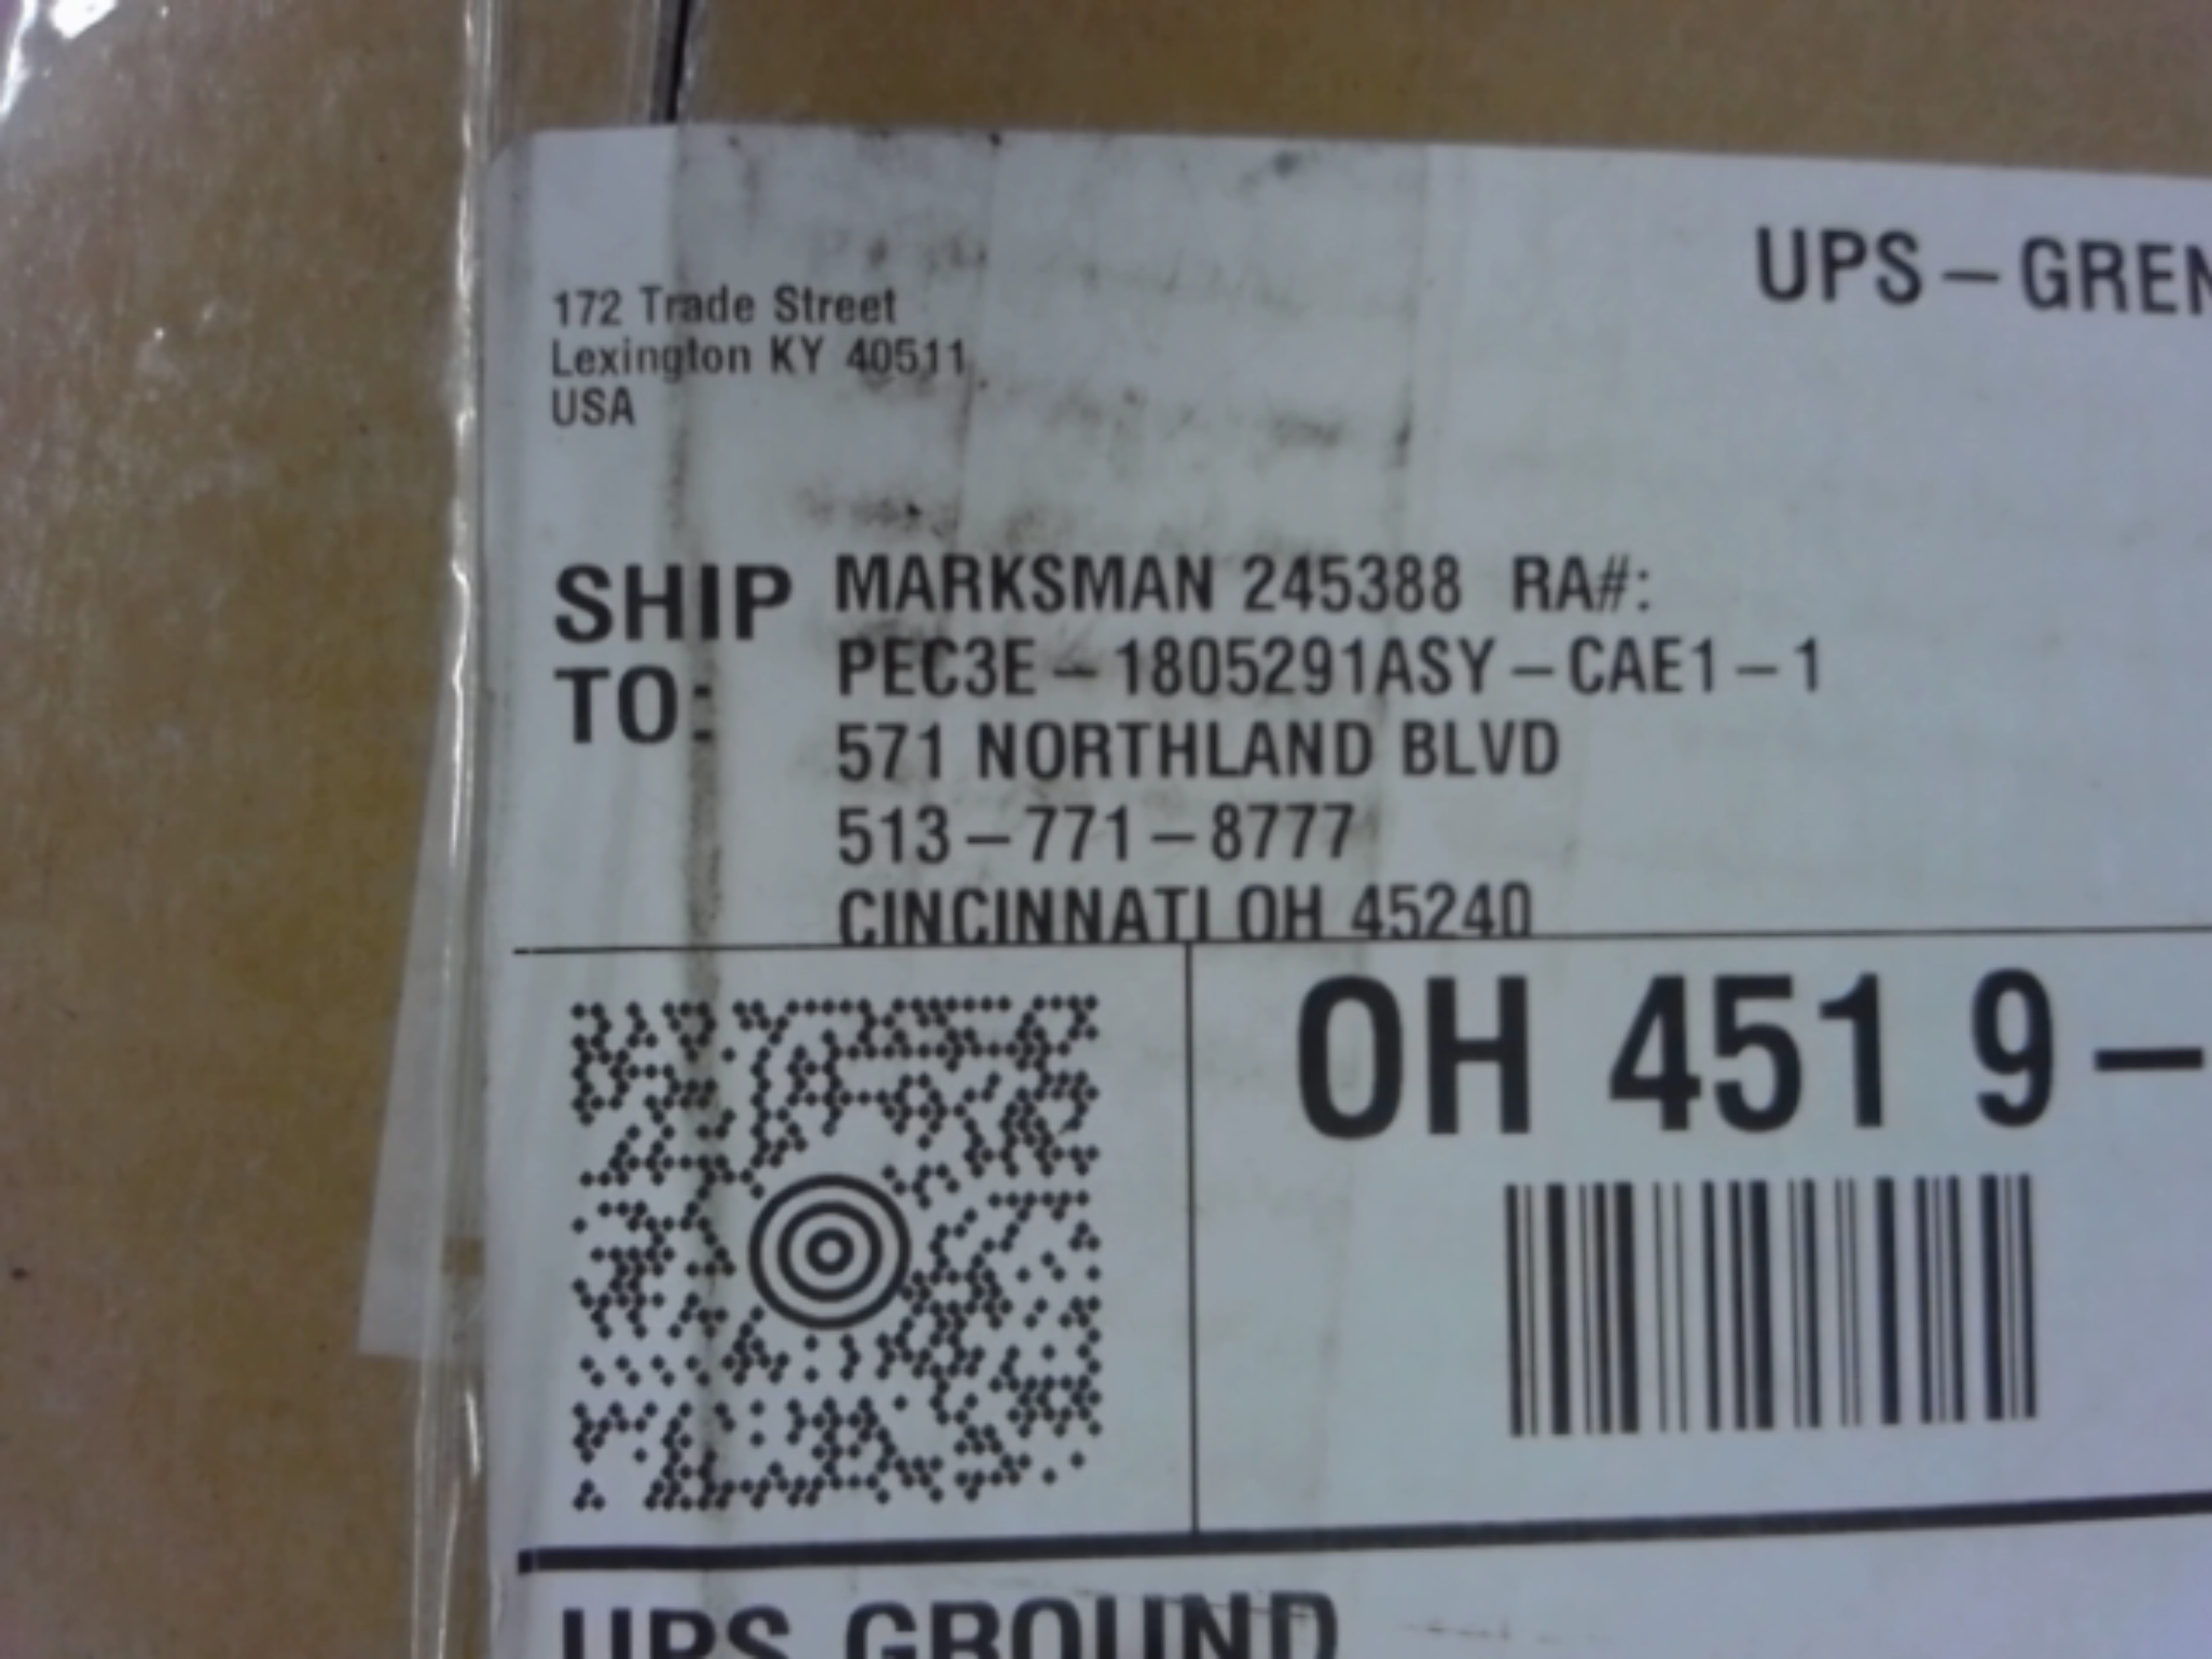 UPS – GREN
172 Trade Street
Lexington KY 40511
USA
SHIP TO:
MARKSMAN 245388 RA#:
PEC3E – 1805291ASY – CAE1 – 1
571 NORTHLAND BLVD
513 – 771 – 8777
CINCINNATI OH 45240
OH 451 9 –
UPS GROUND